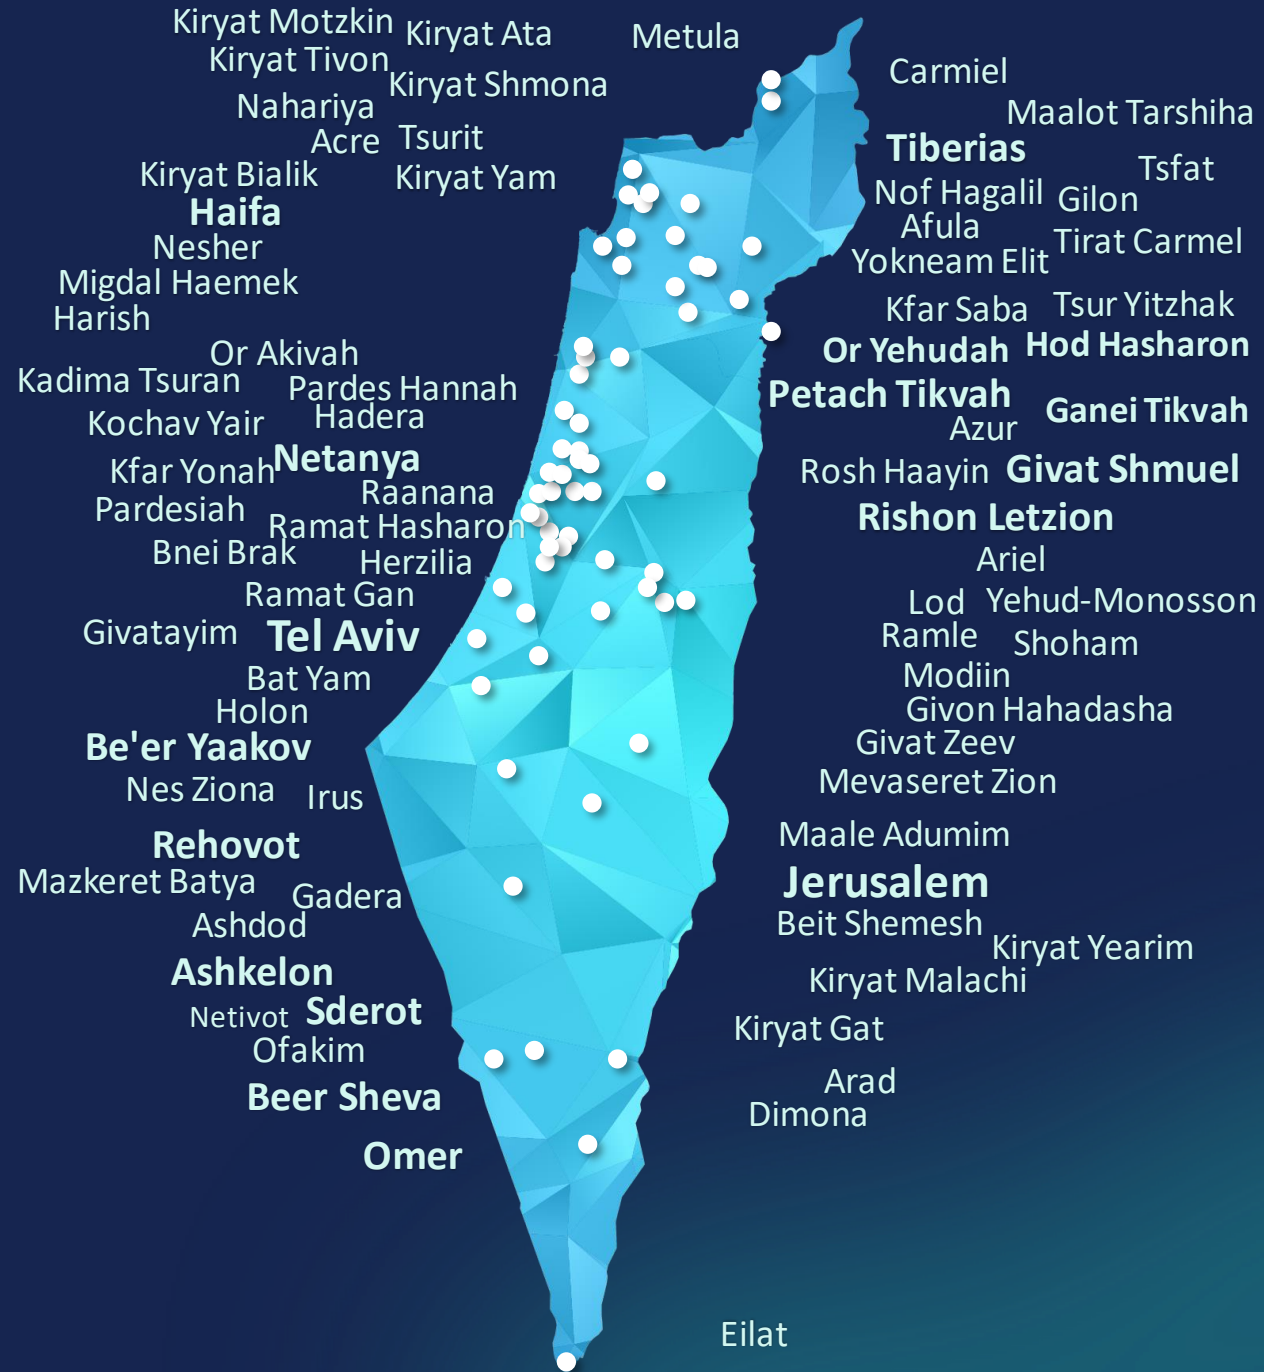 Kiryat Motzkin
Kiryat Ata
Kiryat Tivon
Kiryat Shmona
Nahariya
Acre
Tsurit
Kiryat Bialik
Kiryat Yam
Haifa
Nesher
Migdal Haemek
Harish
Or Akivah
Kadima Tsuran
Pardes Hannah
Kochav Yair
Hadera
Kfar Yonah
Netanya
Raanana
Pardesiah
Ramat Hasharon
Bnei Brak
Herzilia
Ramat Gan
Givatayim
Tel Aviv
Bat Yam
Holon
Be'er Yaakov
Nes Ziona
Irus
Rehovot
Mazkeret Batya
Gadera
Ashdod
Ashkelon
Netivot
Sderot
Ofakim
Beer Sheva
Omer
Metula
Carmiel
Maalot Tarshiha
Tiberias
Tsfat
Nof Hagalil
Gilon
Afula
Tirat Carmel
Yokneam Elit
Kfar Saba
Tsur Yitzhak
Or Yehudah
Hod Hasharon
Petach Tikvah
Ganei Tikvah
Azur
Rosh Haayin
Givat Shmuel
Rishon Letzion
Ariel
Lod
Yehud-Monosson
Ramle
Shoham
Modiin
Givon Hahadasha
Givat Zeev
Mevaseret Zion
Maale Adumim
Jerusalem
Beit Shemesh
Kiryat Yearim
Kiryat Malachi
Kiryat Gat
Arad
Dimona
Eilat